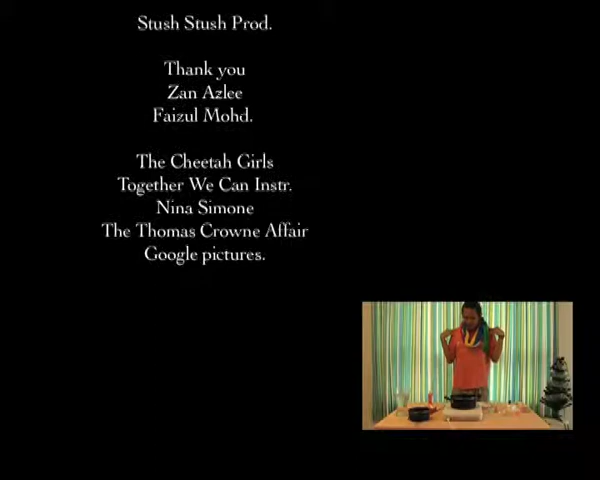 Stush Stush Prod.
Thank you
Zan Azlee
Faizul Mohd.
The Cheetah Girls
Together We Can Instr.
Nina Simone
The Thomas Crowne Affair
Google pictures.